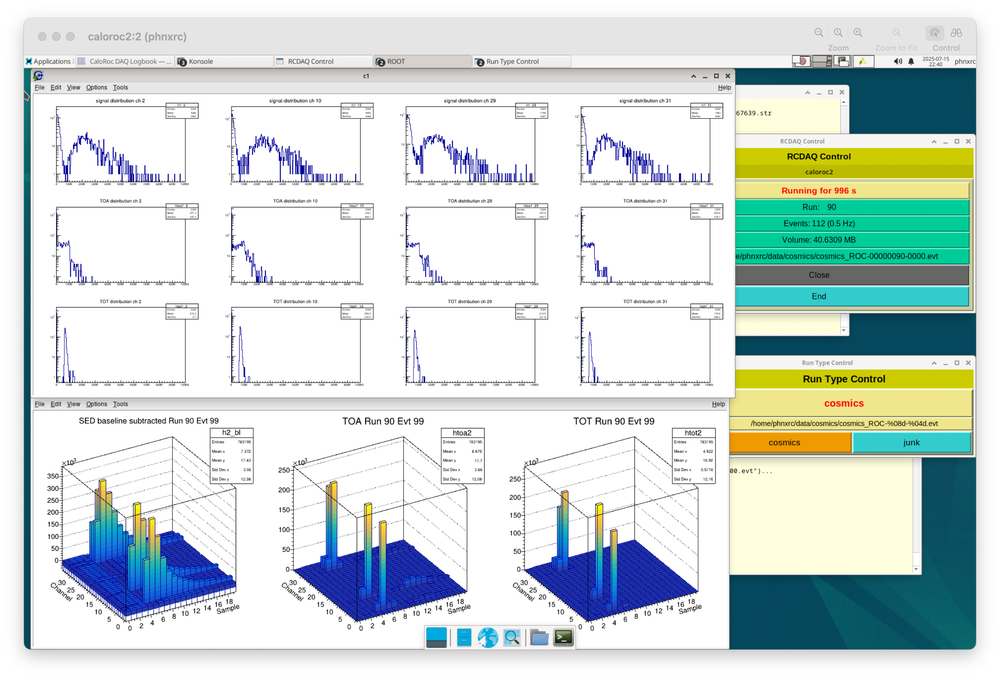 caloroc2:2 (phnxrc)
Zoom
Zoom to Fit
Control
Applications
CaloRoc DAQ Logbook — ...
3 Konsole
RCDAQ Control
2 ROOT
2 Run Type Control
2025-07-15
22:40
phnxrc
c1
File Edit View Options Tools
Help
signal distribution ch 2
signal distribution ch 10
signal distribution ch 29
signal distribution ch 31
TOA distribution ch 2
TOA distribution ch 10
TOA distribution ch 29
TOA distribution ch 31
TOT distribution ch 2
TOT distribution ch 10
TOT distribution ch 29
TOT distribution ch 31
67639.str
RCDAQ Control
RCDAQ Control
caloroc2
Running for 996 s
Run: 90
Events: 112 (0.5 Hz)
Volume: 40.6309 MB
e/phnxrc/data/cosmics/cosmics_ROC-00000090-0000.evt
Close
End
Run Type Control
Run Type Control
cosmics
/home/phnxrc/data/cosmics/cosmics_ROC-%08d-%04d.evt
cosmics
junk
00.evt")...
File Edit View Options Tools
Help
SED baseline subtracted Run 90 Evt 99
h2_bl
Entries 783195
Mean x 7.372
Mean y 17.43
Std Dev x 3.06
Std Dev y 12.38
×10³
350
300
250
200
150
100
50
0
Channel
30
25
20
15
10
5
0
0 2 4 6 8 10 12 14 16 18
Sample
TOA Run 90 Evt 99
htoa2
Entries 783195
Mean x 6.676
Mean y 17.7
Std Dev x 3.68
Std Dev y 12.08
×10³
250
200
150
100
50
0
Channel
30
25
20
15
10
5
0
0 2 4 6 8 10 12 14 16 18
Sample
TOT Run 90 Evt 99
htot2
Entries 783195
Mean x 4.922
Mean y 16.92
Std Dev x 0.5716
Std Dev y 12.16
×10³
250
200
150
100
50
0
Channel
30
25
20
15
10
5
0
0 2 4 6 8 10 12 14 16 18
Sample